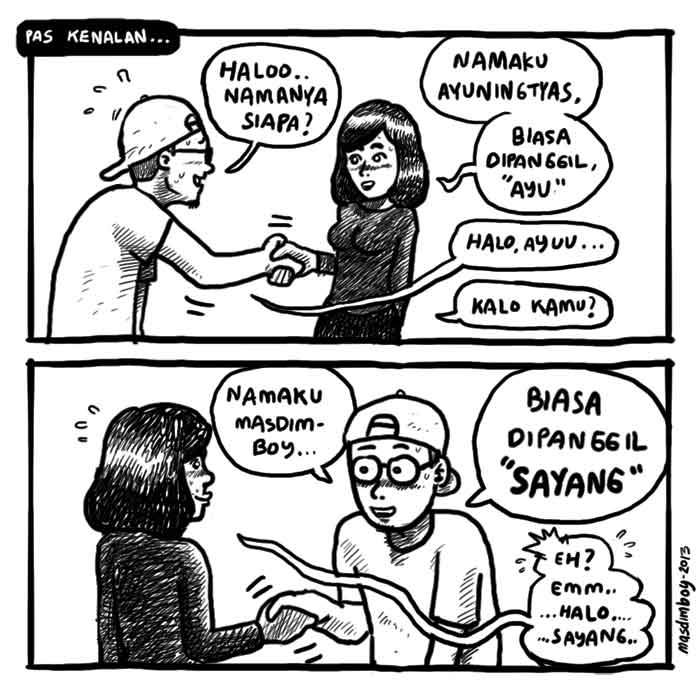 PAS KENALAN...
HALOO..
NAMANYA
SIAPA?
NAMAKU
AYUNINGTYAS,
BIASA
DIPANGGIL,
"AYU"
HALO, AYUU...
KALO KAMU?
NAMAKU
MASDIM-
BOY...
BIASA
DIPANGGIL
"SAYANG"
EH?
EMM..
...HALO....
...SAYANG..
masdimboy-2013